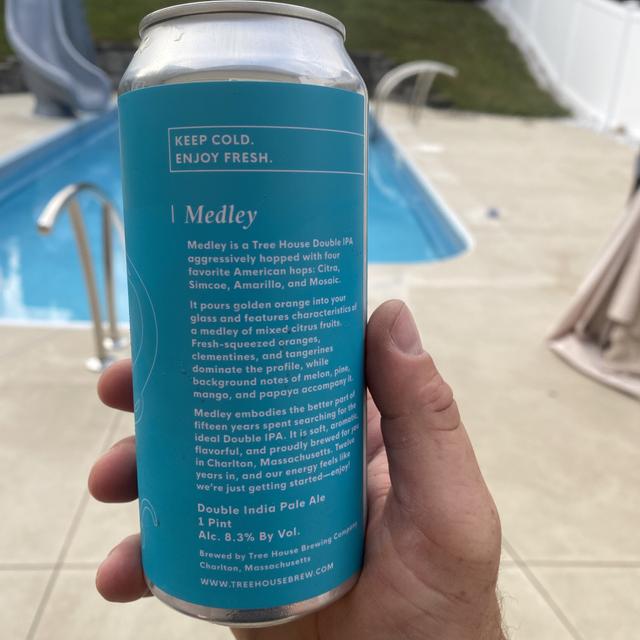 KEEP COLD.
ENJOY FRESH.
Medley
Medley is a Tree House Double IPA
aggressively hopped with four
favorite American hops: Citra,
Simcoe, Amarillo, and Mosaic.
It pours golden orange into your
glass and features characteristics of
a medley of mixed citrus fruits.
Fresh-squeezed oranges,
clementines, and tangerines
dominate the profile, while
background notes of melon, pine,
mango, and papaya accompany it.
Medley embodies the better part of
fifteen years spent searching for the
ideal Double IPA. It is soft, aromatic,
flavorful, and proudly brewed for you
in Charlton, Massachusetts. Twelve
years in, and our energy feels like
we're just getting started—enjoy!
Double India Pale Ale
1 Pint
Alc. 8.3% By Vol.
Brewed by Tree House Brewing Company
Charlton, Massachusetts
WWW.TREEHOUSEBREW.COM